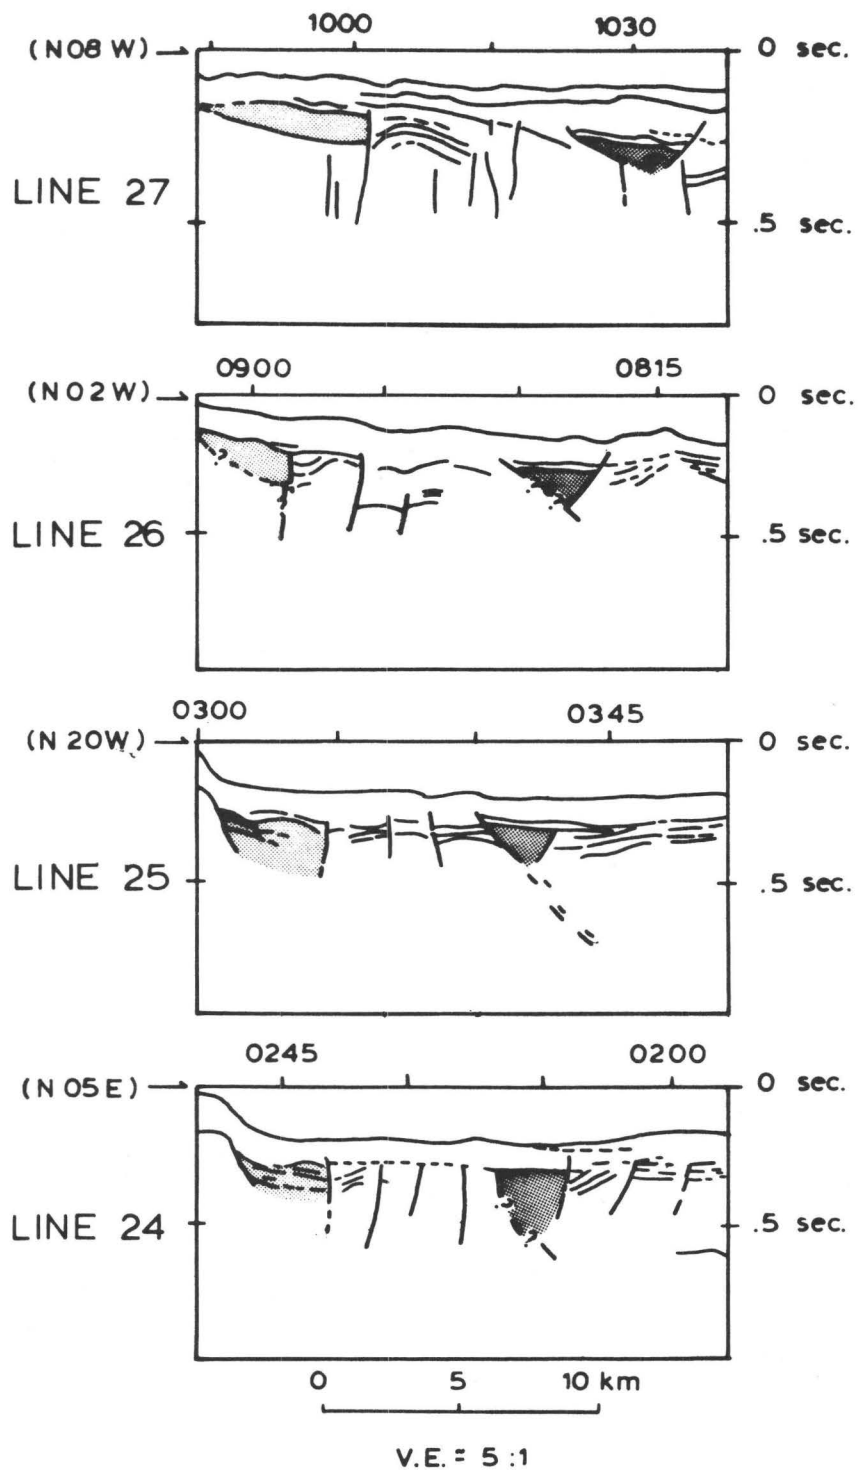 1000 1030
(N08W) 0 sec.
LINE 27
.5 sec.
0900 0815
(N02W) 0 sec.
LINE 26
.5 sec.
0300 0345
(N 20W) 0 sec.
LINE 25
.5 sec.
0245 0200
(N 05E) 0 sec.
LINE 24
.5 sec.
0 5 10 km
V.E. = 5:1